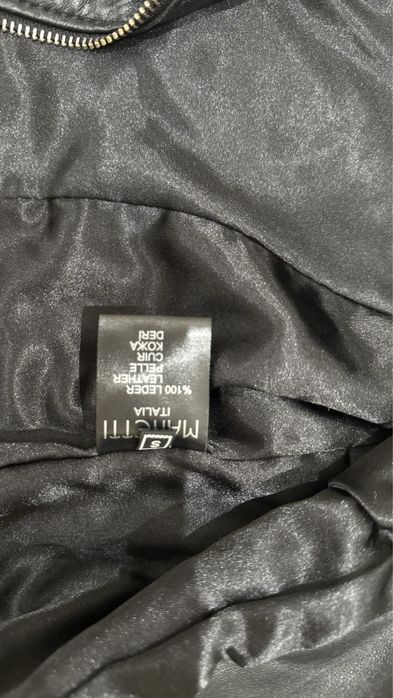 S
MANETTI
ITALIA
%100 LEDER
LEATHER
PELLE
CUIR
КОЖА
DERİ